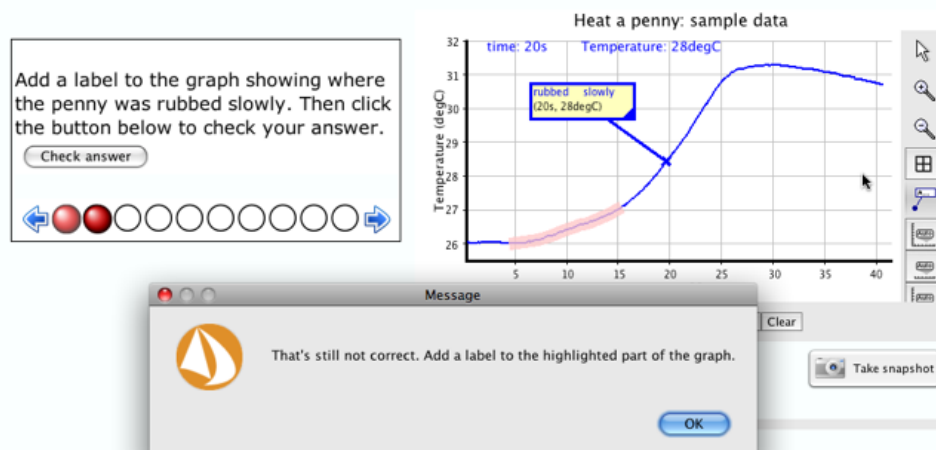 Heat a penny: sample data
Add a label to the graph showing where
the penny was rubbed slowly. Then click
the button below to check your answer.
Check answer
time: 20s Temperature: 28degC
rubbed slowly
(20s, 28degC)
Temperature (degC)
32
31
30
29
28
27
26
5 10 15 20 25 30 35 40
Message
That's still not correct. Add a label to the highlighted part of the graph.
OK
Clear
Take snapshot